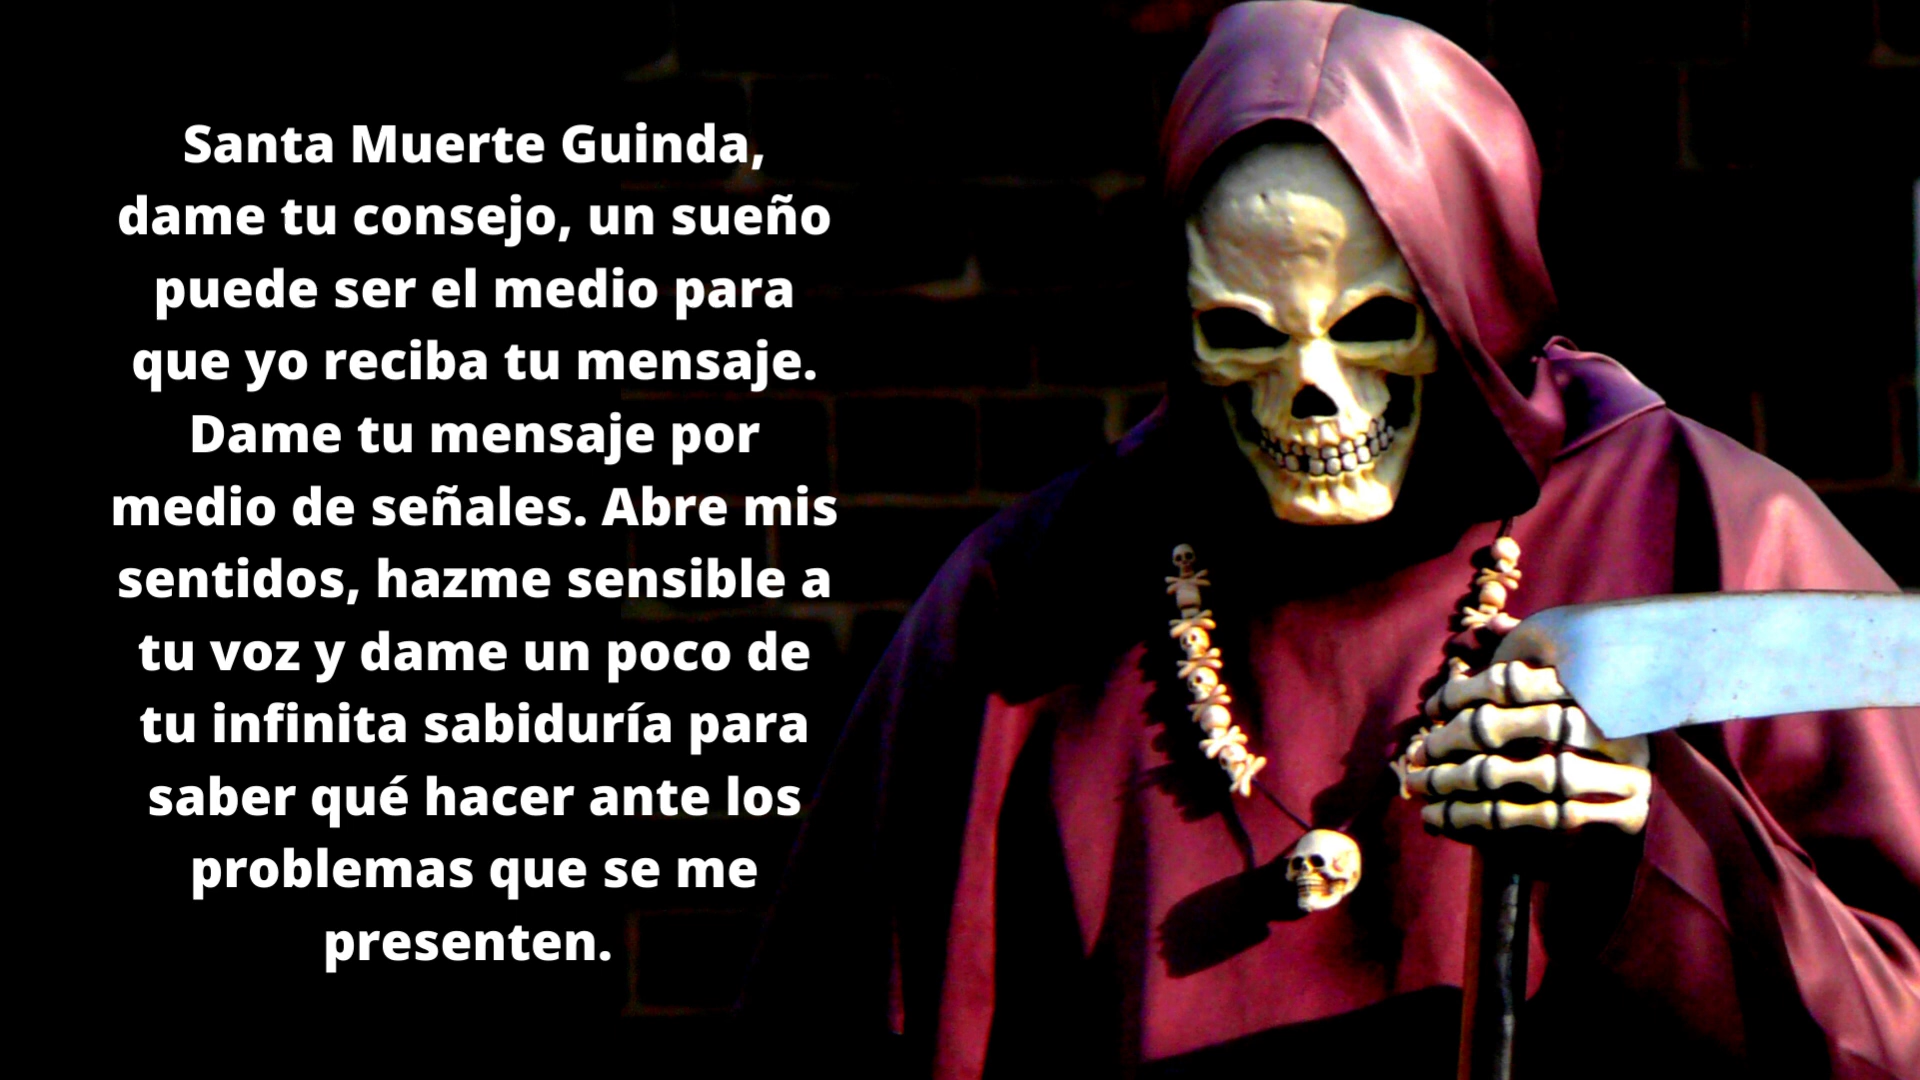 Santa Muerte Guinda,
dame tu consejo, un sueño
puede ser el medio para
que yo reciba tu mensaje.
Dame tu mensaje por
medio de señales. Abre mis
sentidos, hazme sensible a
tu voz y dame un poco de
tu infinita sabiduría para
saber qué hacer ante los
problemas que se me
presenten.